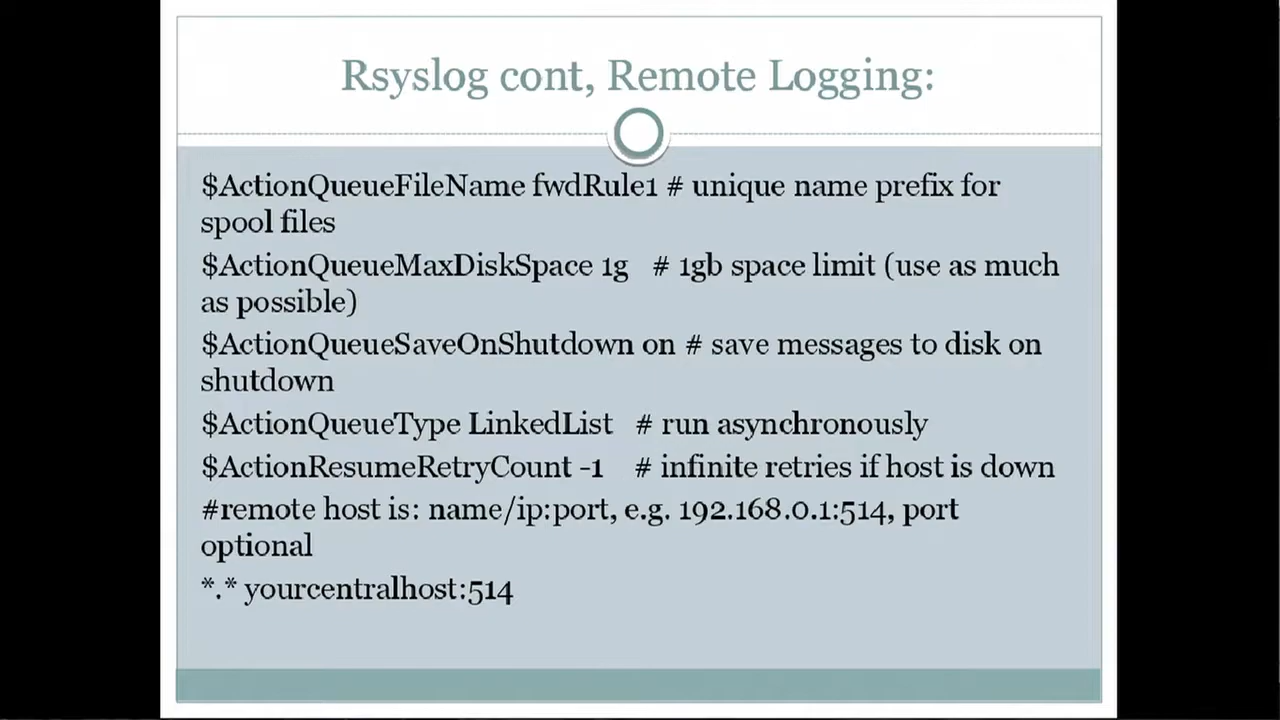 Rsyslog cont, Remote Logging:
$ActionQueueFileName fwdRule1 # unique name prefix for
spool files
$ActionQueueMaxDiskSpace 1g # 1gb space limit (use as much
as possible)
$ActionQueueSaveOnShutdown on # save messages to disk on
shutdown
$ActionQueueType LinkedList # run asynchronously
$ActionResumeRetryCount -1 # infinite retries if host is down
#remote host is: name/ip:port, e.g. 192.168.0.1:514, port
optional
*.* yourcentralhost:514